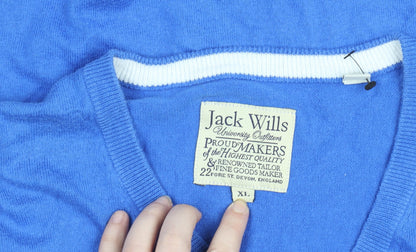 Jack Wills
University Outfitters
PROUD MAKERS
of the HIGHEST QUALITY
& RENOWNED TAILOR
FINE GOODS MAKER
22 FORE ST. DEVON, ENGLAND
XL